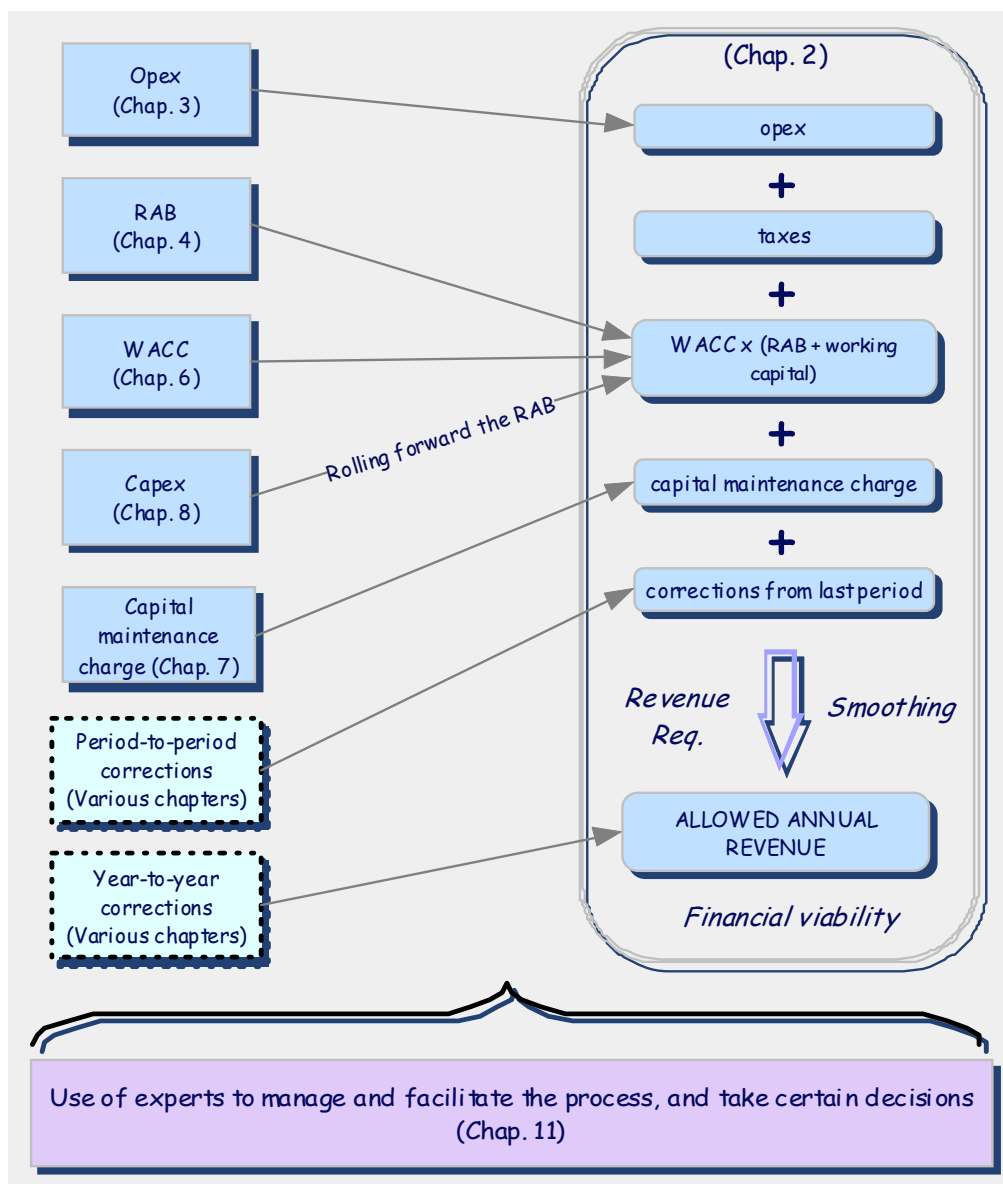 Opex
(Chap. 3)
RAB
(Chap. 4)
WACC
(Chap. 6)
Capex
(Chap. 8)
Capital
maintenance
charge (Chap. 7)
Period-to-period
corrections
(Various chapters)
Year-to-year
corrections
(Various chapters)
Rolling forward the RAB
(Chap. 2)
opex
+
taxes
+
WACC x (RAB + working
capital)
+
capital maintenance charge
+
corrections from last period
Revenue
Req.
Smoothing
ALLOWED ANNUAL
REVENUE
Financial viability
Use of experts to manage and facilitate the process, and take certain decisions
(Chap. 11)